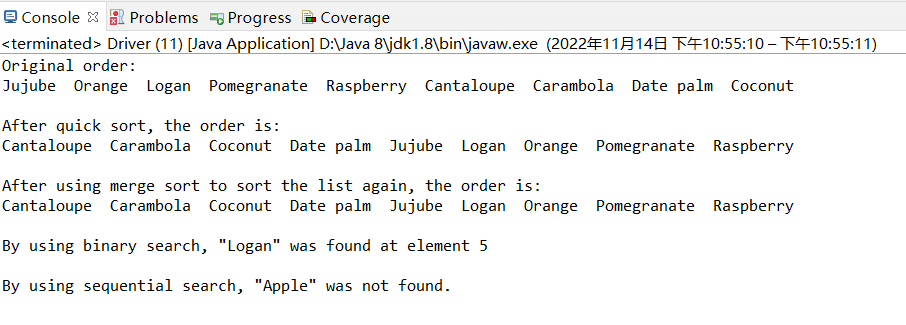 Console Problems Progress Coverage
<terminated> Driver (11) [Java Application] D:\Java 8\jdk1.8\bin\javaw.exe (2022年11月14日 下午10:55:10 – 下午10:55:11)
Original order:
Jujube  Orange  Logan  Pomegranate  Raspberry  Cantaloupe  Carambola  Date palm  Coconut
After quick sort, the order is:
Cantaloupe  Carambola  Coconut  Date palm  Jujube  Logan  Orange  Pomegranate  Raspberry
After using merge sort to sort the list again, the order is:
Cantaloupe  Carambola  Coconut  Date palm  Jujube  Logan  Orange  Pomegranate  Raspberry
By using binary search, "Logan" was found at element 5
By using sequential search, "Apple" was not found.